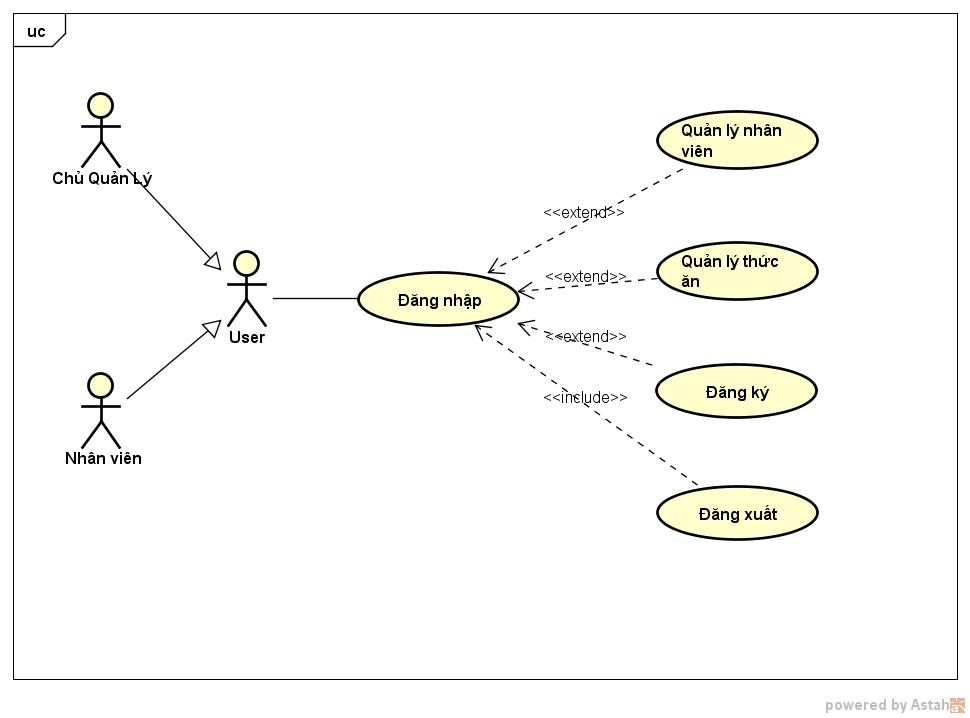 uc
Chủ Quản Lý
Nhân viên
User
Đăng nhập
<<extend>>
<<extend>>
<<extend>>
<<include>>
Quản lý nhân
viên
Quản lý thức
ăn
Đăng ký
Đăng xuất
powered by Astah